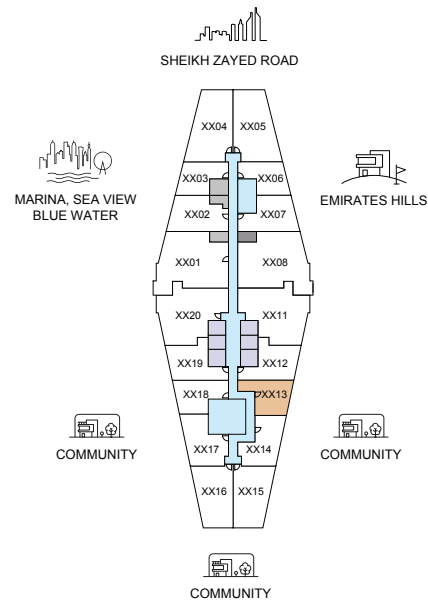 SHEIKH ZAYED ROAD
XX04 XX05
XX03 XX06
MARINA, SEA VIEW
BLUE WATER
EMIRATES HILLS
XX02 XX07
XX01 XX08
XX20 XX11
XX19 XX12
XX18 XX13
COMMUNITY
XX17 XX14
COMMUNITY
XX16 XX15
COMMUNITY